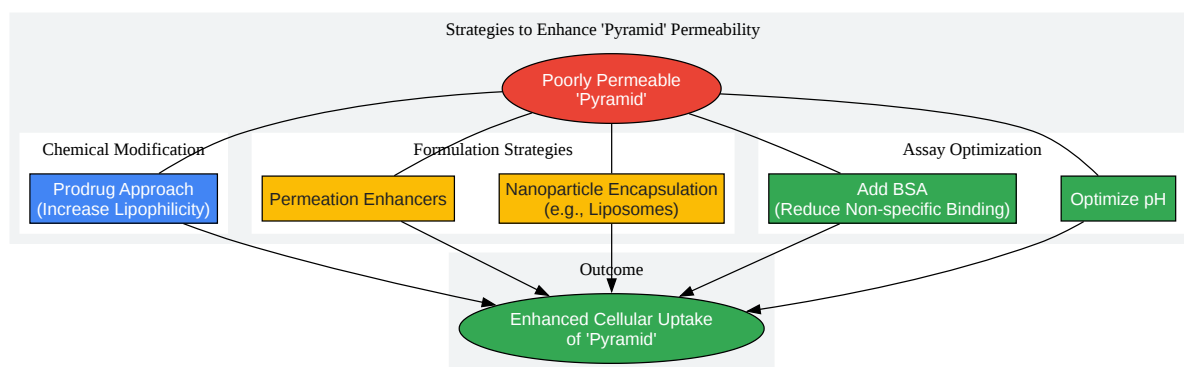 Strategies to Enhance 'Pyramid' Permeability
Poorly Permeable
'Pyramid'
Chemical Modification
Formulation Strategies
Assay Optimization
Prodrug Approach
(Increase Lipophilicity)
Permeation Enhancers
Nanoparticle Encapsulation
(e.g., Liposomes)
Add BSA
(Reduce Non-specific Binding)
Optimize pH
Outcome
Enhanced Cellular Uptake
of 'Pyramid'